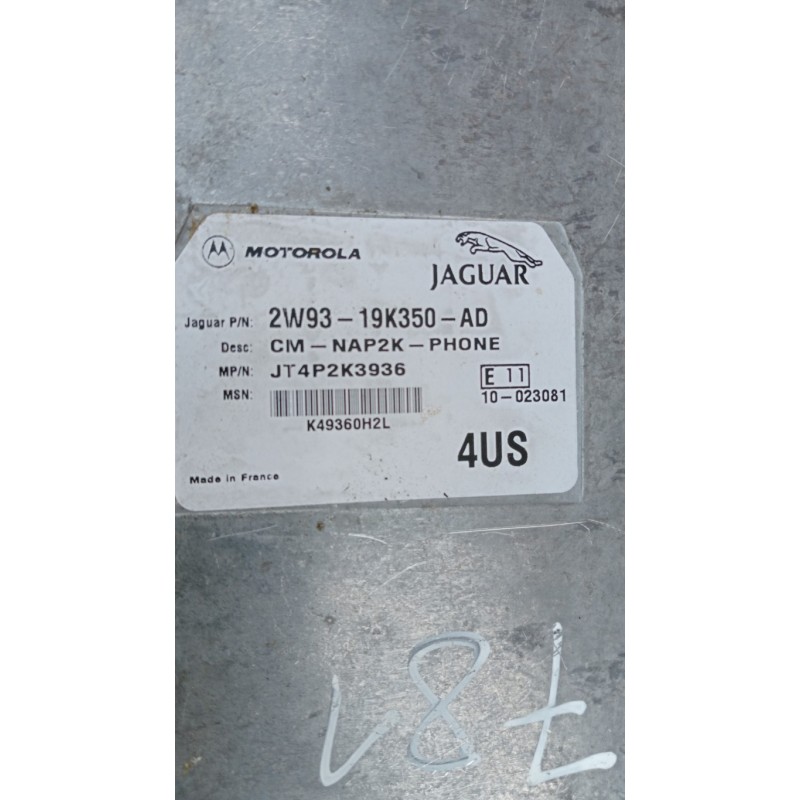 MOTOROLA
JAGUAR
Jaguar P/N: 2W93-19K350-AD
Desc: CM-NAP2K-PHONE
MP/N: JT4P2K3936
E 11
MSN:
10-023081
K49360H2L
4US
Made in France